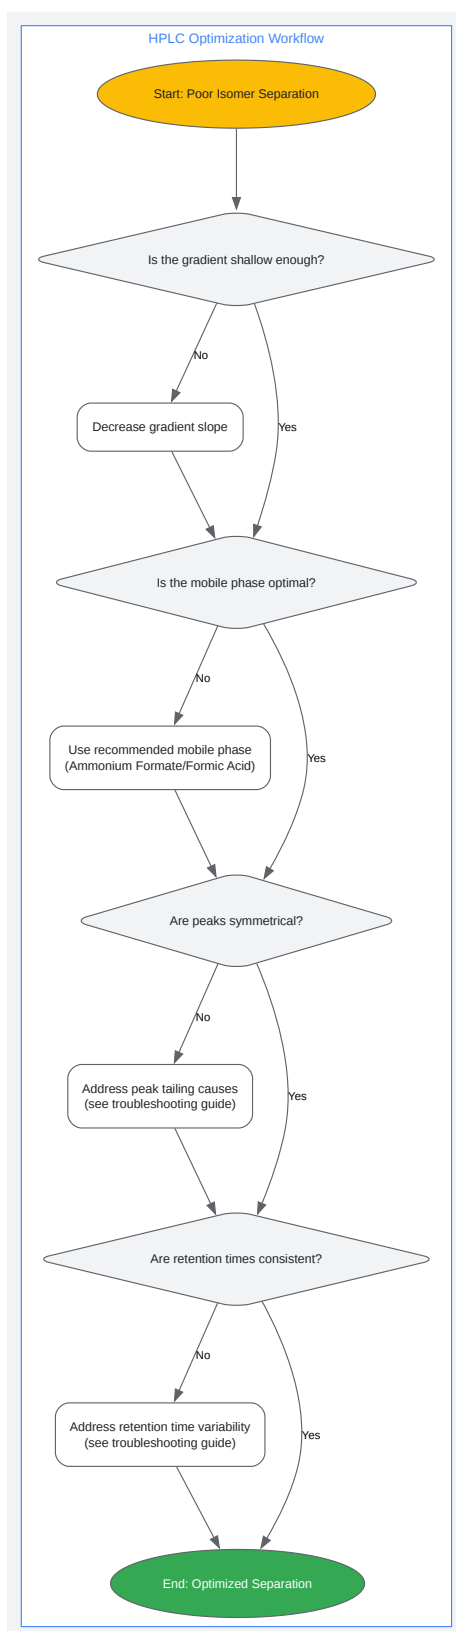 HPLC Optimization Workflow
Start: Poor Isomer Separation
Is the gradient shallow enough?
No
Decrease gradient slope
Yes
Is the mobile phase optimal?
No
Use recommended mobile phase
(Ammonium Formate/Formic Acid)
Yes
Are peaks symmetrical?
No
Address peak tailing causes
(see troubleshooting guide)
Yes
Are retention times consistent?
No
Address retention time variability
(see troubleshooting guide)
Yes
End: Optimized Separation